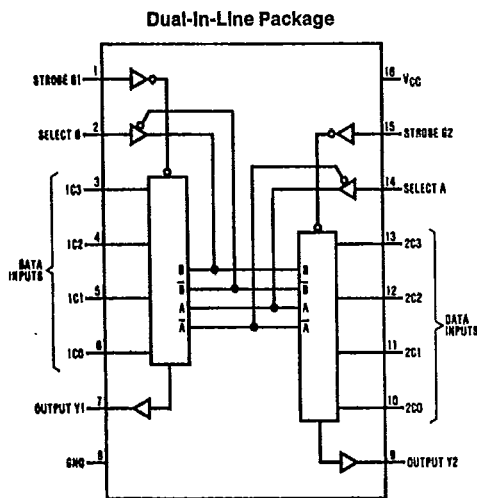 Dual-In-Line Package
1
STROBE G1
16
VCC
2
SELECT B
15
STROBE G2
14
SELECT A
3
1C3
13
2C3
4
1C2
12
2C2
DATA
INPUTS
5
1C1
11
2C1
DATA
INPUTS
6
1C0
10
2C0
B
B̅
A
A̅
B
B̅
A
A̅
7
OUTPUT Y1
8
GND
9
OUTPUT Y2